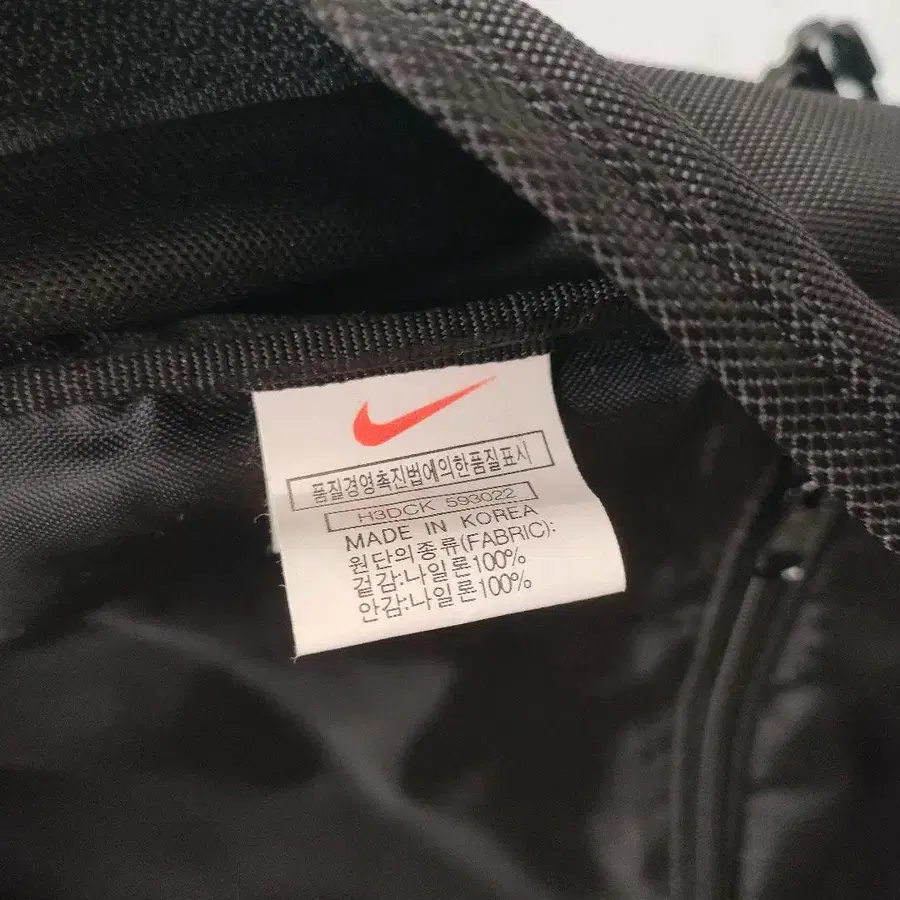 품질경영촉진법에의한품질표시
H3DCK 593022
MADE IN KOREA
원단의종류(FABRIC):
겉감:나일론100%
안감:나일론100%